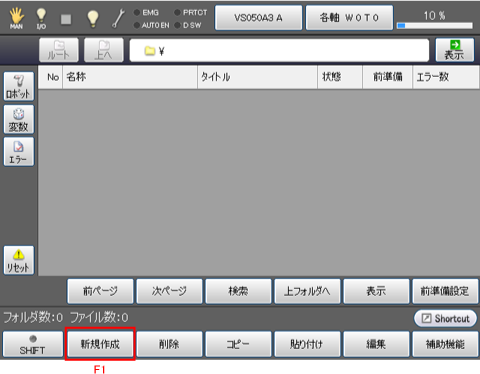 MAN
I/O
EMG
PRTCT
AUTO EN
D SW
VS050A3 A
各軸 W 0 T 0
10 %
ルート
上へ
¥
表示
ロボット
変数
エラー
リセット
No 名称 タイトル 状態 前準備 エラー数
前ページ 次ページ 検索 上フォルダへ 表示 前準備設定
フォルダ数:0 ファイル数:0
Shortcut
SHIFT 新規作成 削除 コピー 貼り付け 編集 補助機能
F1